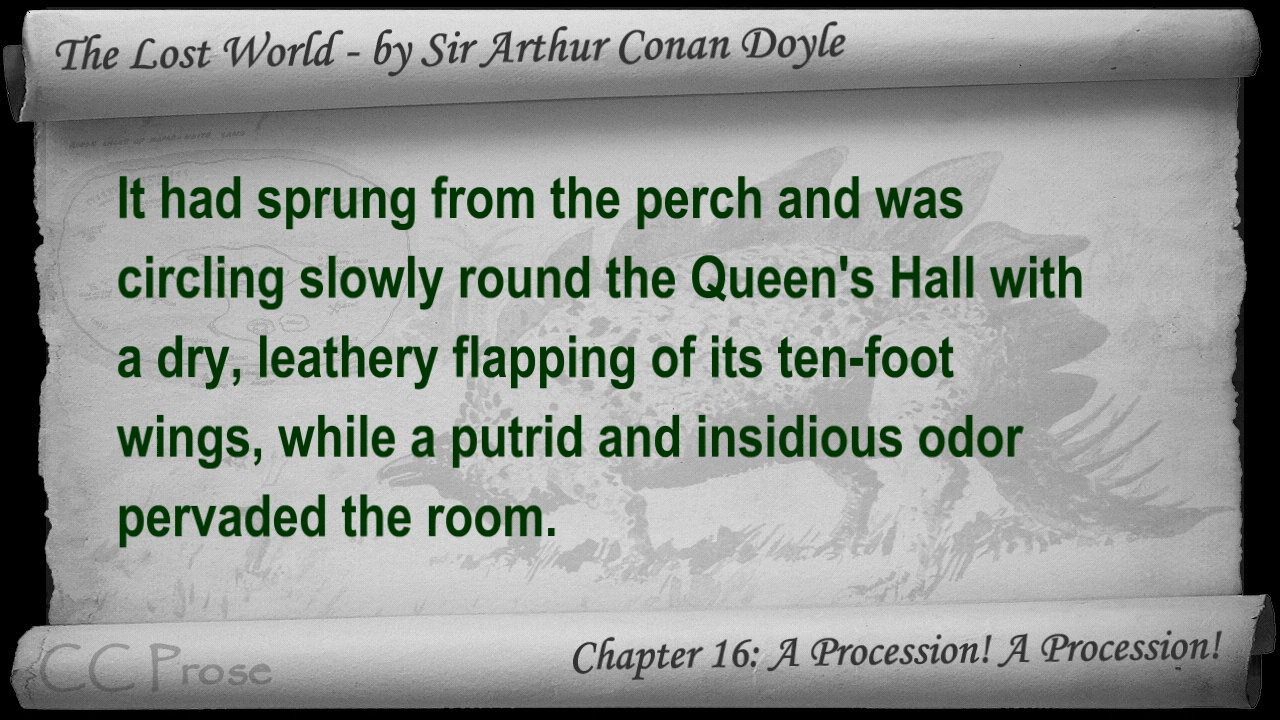 The Lost World - by Sir Arthur Conan Doyle
It had sprung from the perch and was
circling slowly round the Queen's Hall with
a dry, leathery flapping of its ten-foot
wings, while a putrid and insidious odor
pervaded the room.
CC Prose
Chapter 16: A Procession! A Procession!